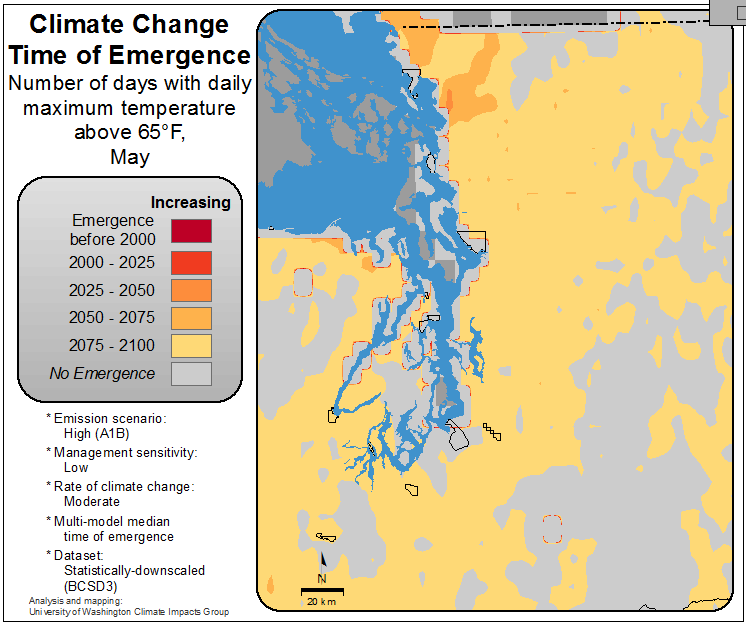 Climate Change
Time of Emergence
Number of days with daily
maximum temperature
above 65°F,
May
Increasing
Emergence
before 2000
2000 - 2025
2025 - 2050
2050 - 2075
2075 - 2100
No Emergence
* Emission scenario:
High (A1B)
* Management sensitivity:
Low
* Rate of climate change:
Moderate
* Multi-model median
time of emergence
* Dataset:
Statistically-downscaled
(BCSD3)
Analysis and mapping:
University of Washington Climate Impacts Group
N
20 km